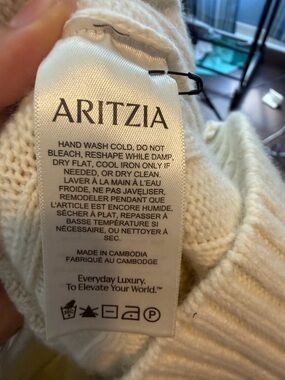 ARITZIA
HAND WASH COLD, DO NOT
BLEACH, RESHAPE WHILE DAMP,
DRY FLAT, COOL IRON ONLY IF
NEEDED, OR DRY CLEAN.
LAVER À LA MAIN À L'EAU
FROIDE, NE PAS JAVELISER,
REMODELER PENDANT QUE
L'ARTICLE EST ENCORE HUMIDE,
SÉCHER À PLAT, REPASSER À
BASSE TEMPÉRATURE SI
NÉCESSAIRE, OU NETTOYER À
SEC.
MADE IN CAMBODIA
FABRIQUÉ AU CAMBODGE
Everyday Luxury.
To Elevate Your World.™
P